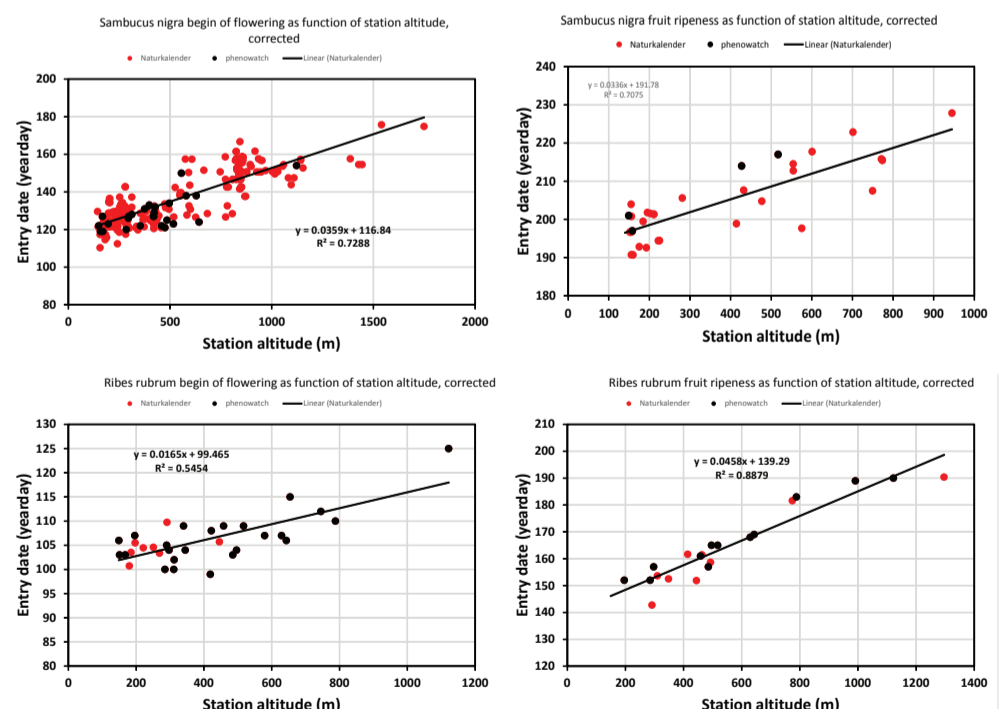 Sambucus nigra begin of flowering as function of station altitude,
corrected
Naturkalender phenowatch Linear (Naturkalender)
Entry date (yearday)
200
180
160
140
120
100
80
y = 0.0359x + 116.84
R² = 0.7288
0 500 1000 1500 2000
Station altitude (m)
Sambucus nigra fruit ripeness as function of station altitude, corrected
Naturkalender phenowatch Linear (Naturkalender)
Entry date (yearday)
240
230
220
210
200
190
180
y = 0.0336x + 191.78
R² = 0.7075
0 100 200 300 400 500 600 700 800 900 1000
Station altitude (m)
Ribes rubrum begin of flowering as function of station altitude, corrected
Naturkalender phenowatch Linear (Naturkalender)
Entry date (yearday)
130
125
120
115
110
105
100
95
90
85
80
y = 0.0165x + 99.465
R² = 0.5454
0 200 400 600 800 1000 1200
Station altitude (m)
Ribes rubrum fruit ripeness as function of station altitude, corrected
Naturkalender phenowatch Linear (Naturkalender)
Entry date (yearday)
210
200
190
180
170
160
150
140
130
120
y = 0.0458x + 139.29
R² = 0.8879
0 200 400 600 800 1000 1200 1400
Station altitude (m)